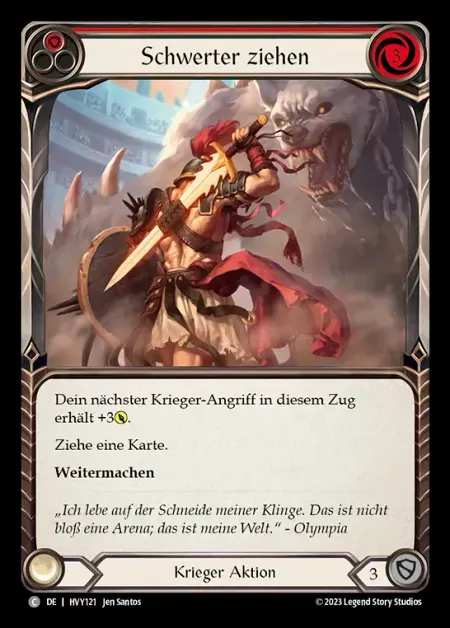 Schwerter ziehen
3
Dein nächster Krieger-Angriff in diesem Zug
erhält +3.
Ziehe eine Karte.
Weitermachen
„Ich lebe auf der Schneide meiner Klinge. Das ist nicht
bloß eine Arena; das ist meine Welt.“ - Olympia
Krieger Aktion
3
C DE | HVY121 Jen Santos
© 2023 Legend Story Studios